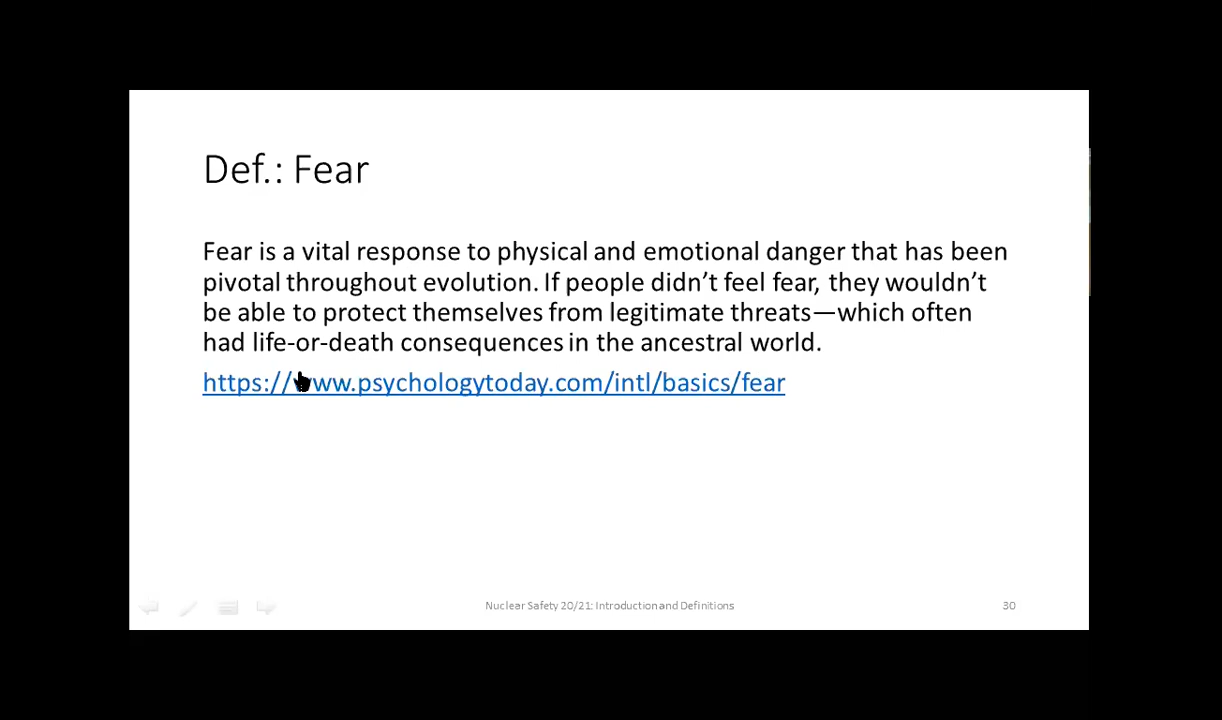 Def.: Fear
Fear is a vital response to physical and emotional danger that has been
pivotal throughout evolution. If people didn’t feel fear, they wouldn’t
be able to protect themselves from legitimate threats—which often
had life-or-death consequences in the ancestral world.
https://www.psychologytoday.com/intl/basics/fear
Nuclear Safety 20/21: Introduction and Definitions
30